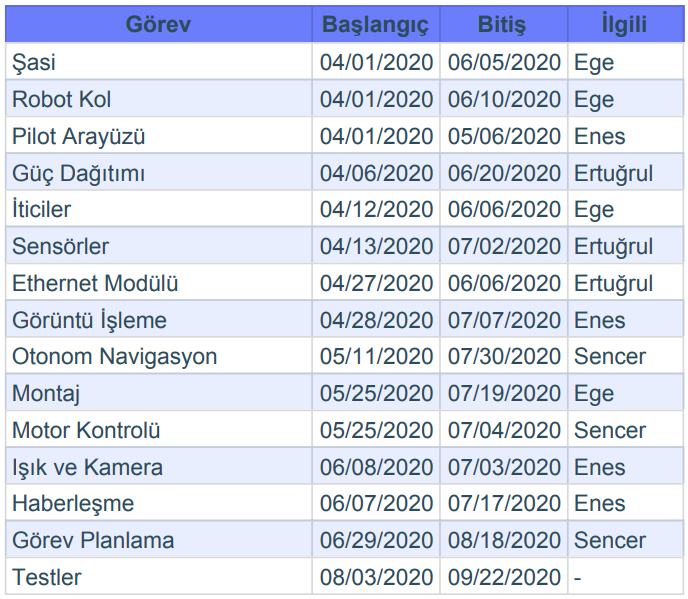 Görev Başlangıç Bitiş İlgili
Şasi 04/01/2020 06/05/2020 Ege
Robot Kol 04/01/2020 06/10/2020 Ege
Pilot Arayüzü 04/01/2020 05/06/2020 Enes
Güç Dağıtımı 04/06/2020 06/20/2020 Ertuğrul
İticiler 04/12/2020 06/06/2020 Ege
Sensörler 04/13/2020 07/02/2020 Ertuğrul
Ethernet Modülü 04/27/2020 06/06/2020 Ertuğrul
Görüntü İşleme 04/28/2020 07/07/2020 Enes
Otonom Navigasyon 05/11/2020 07/30/2020 Sencer
Montaj 05/25/2020 07/19/2020 Ege
Motor Kontrolü 05/25/2020 07/04/2020 Sencer
Işık ve Kamera 06/08/2020 07/03/2020 Enes
Haberleşme 06/07/2020 07/17/2020 Enes
Görev Planlama 06/29/2020 08/18/2020 Sencer
Testler 08/03/2020 09/22/2020 -